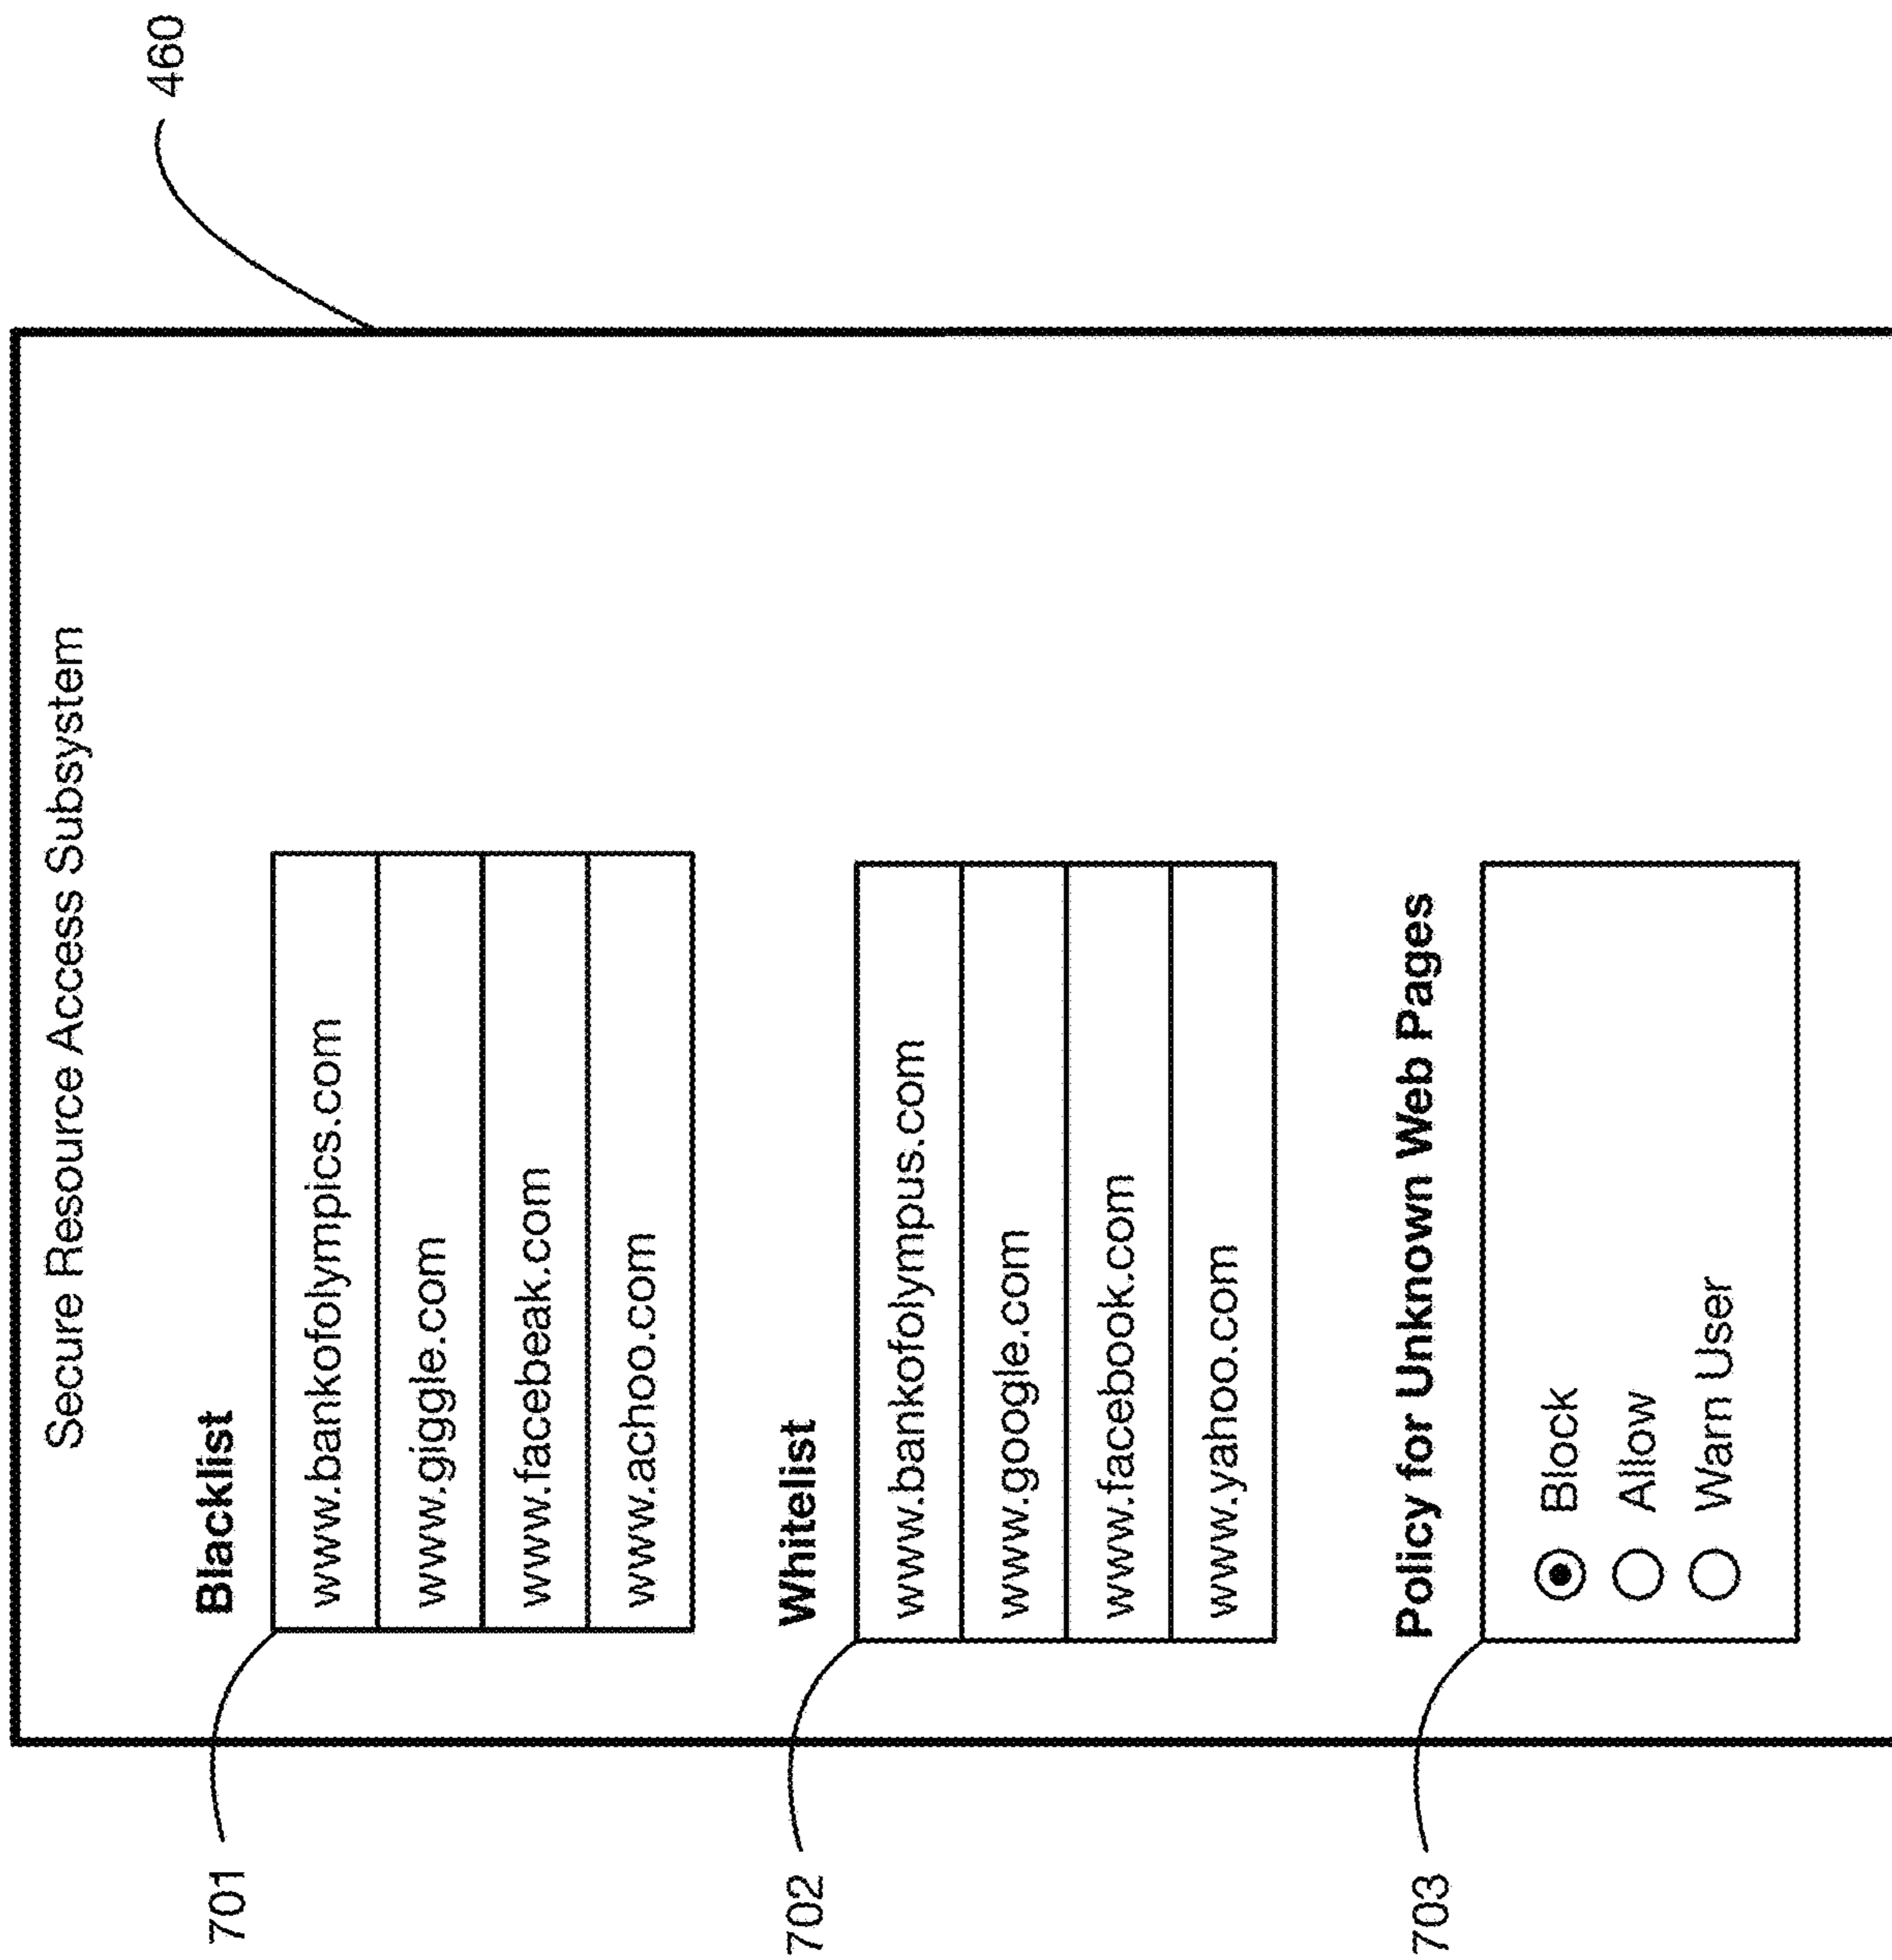 460
Secure Resource Access Subsystem
701
Blacklist
www.bankofolympics.com
www.giggle.com
www.facebeak.com
www.achoo.com
702
Whitelist
www.bankofolympus.com
www.google.com
www.facebook.com
www.yahoo.com
703
Policy for Unknown Web Pages
Block
Allow
Warn User